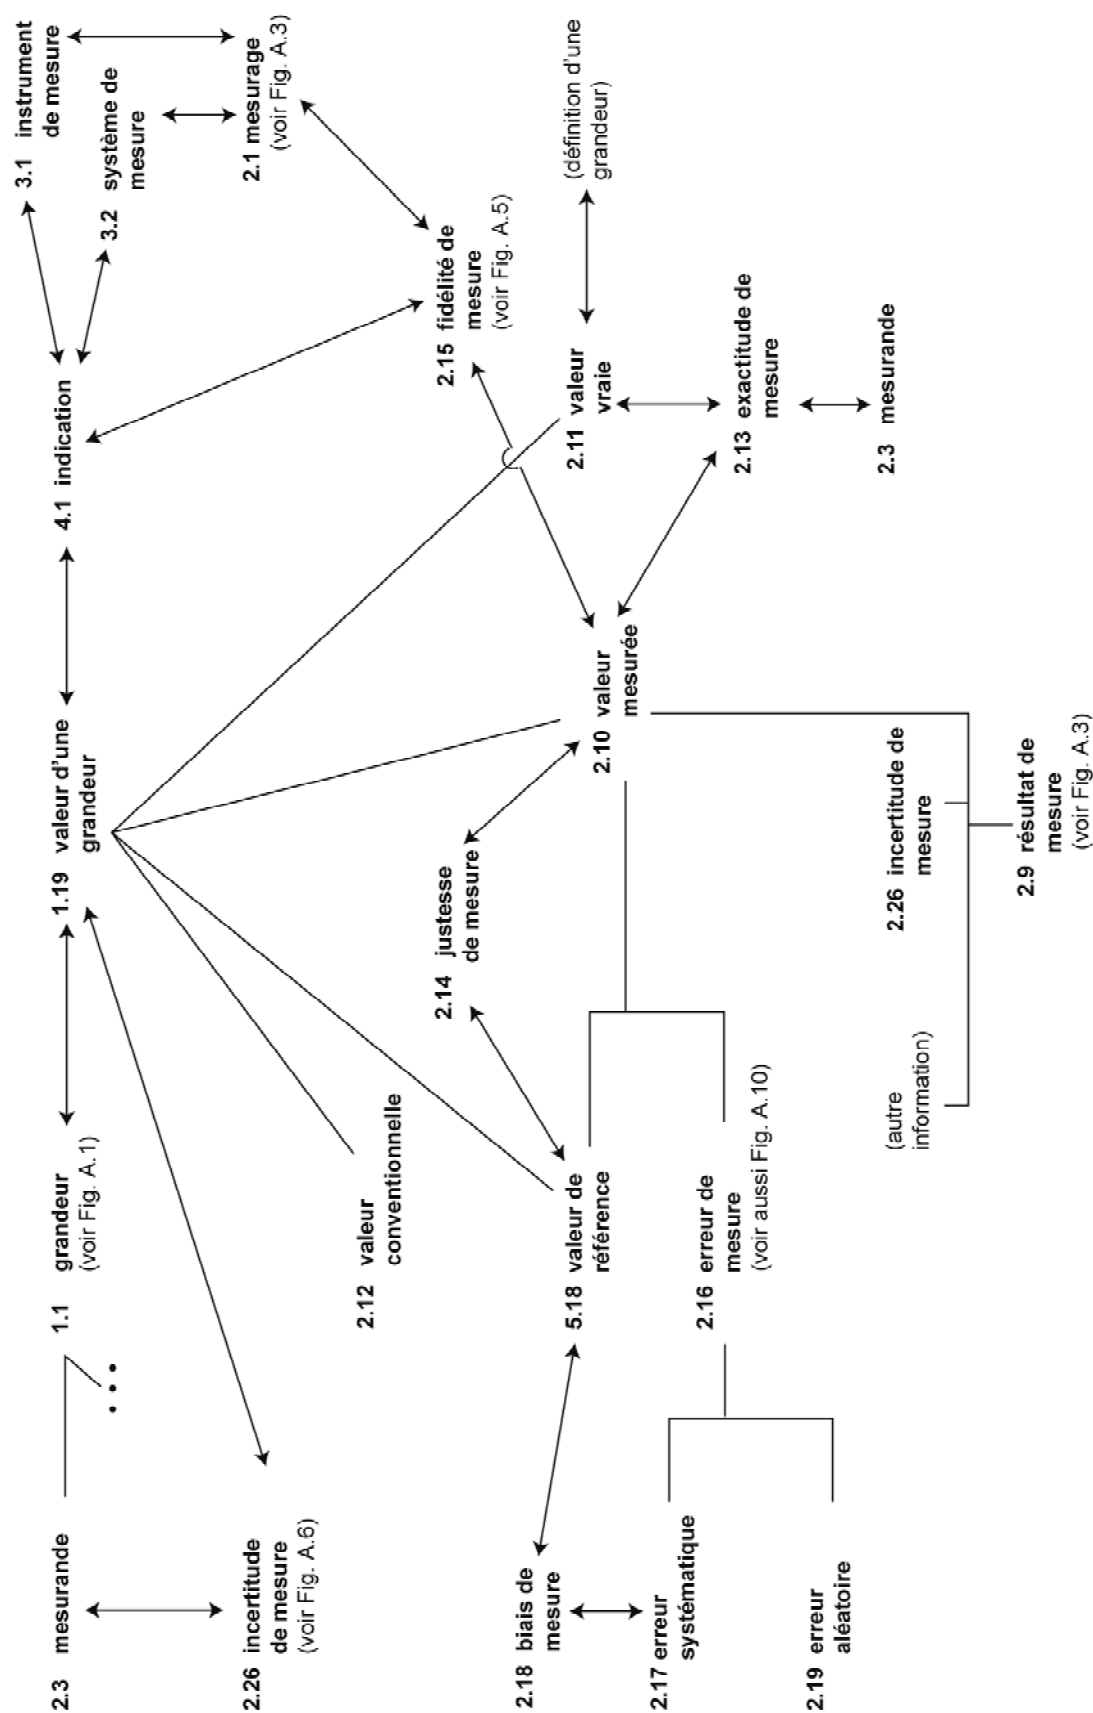 2.3 mesurande
1.1 grandeur
(voir Fig. A.1)
1.19 valeur d'une
grandeur
4.1 indication
3.1 instrument
de mesure
3.2 système de
mesure
2.1 mesurage
(voir Fig. A.3)
2.26 incertitude
de mesure
(voir Fig. A.6)
• • •
2.12 valeur
conventionnelle
2.14 justesse
de mesure
2.15 fidélité de
mesure
(voir Fig. A.5)
2.18 biais de
mesure
5.18 valeur de
référence
2.10 valeur
mesurée
2.11 valeur
vraie
(définition d'une
grandeur)
2.17 erreur
systématique
2.16 erreur de
mesure
(voir aussi Fig. A.10)
2.13 exactitude de
mesure
2.19 erreur
aléatoire
(autre
information)
2.26 incertitude de
mesure
2.3 mesurande
2.9 résultat de
mesure
(voir Fig. A.3)